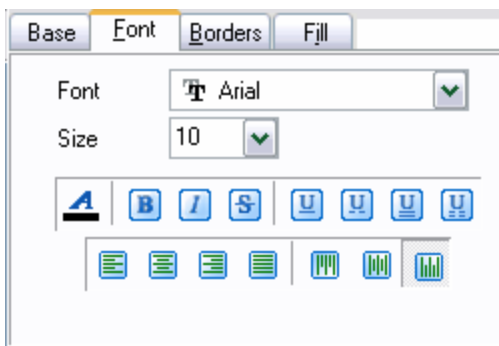 Base Font Borders Fill
Font Arial
Size 10
A B I S U U U U